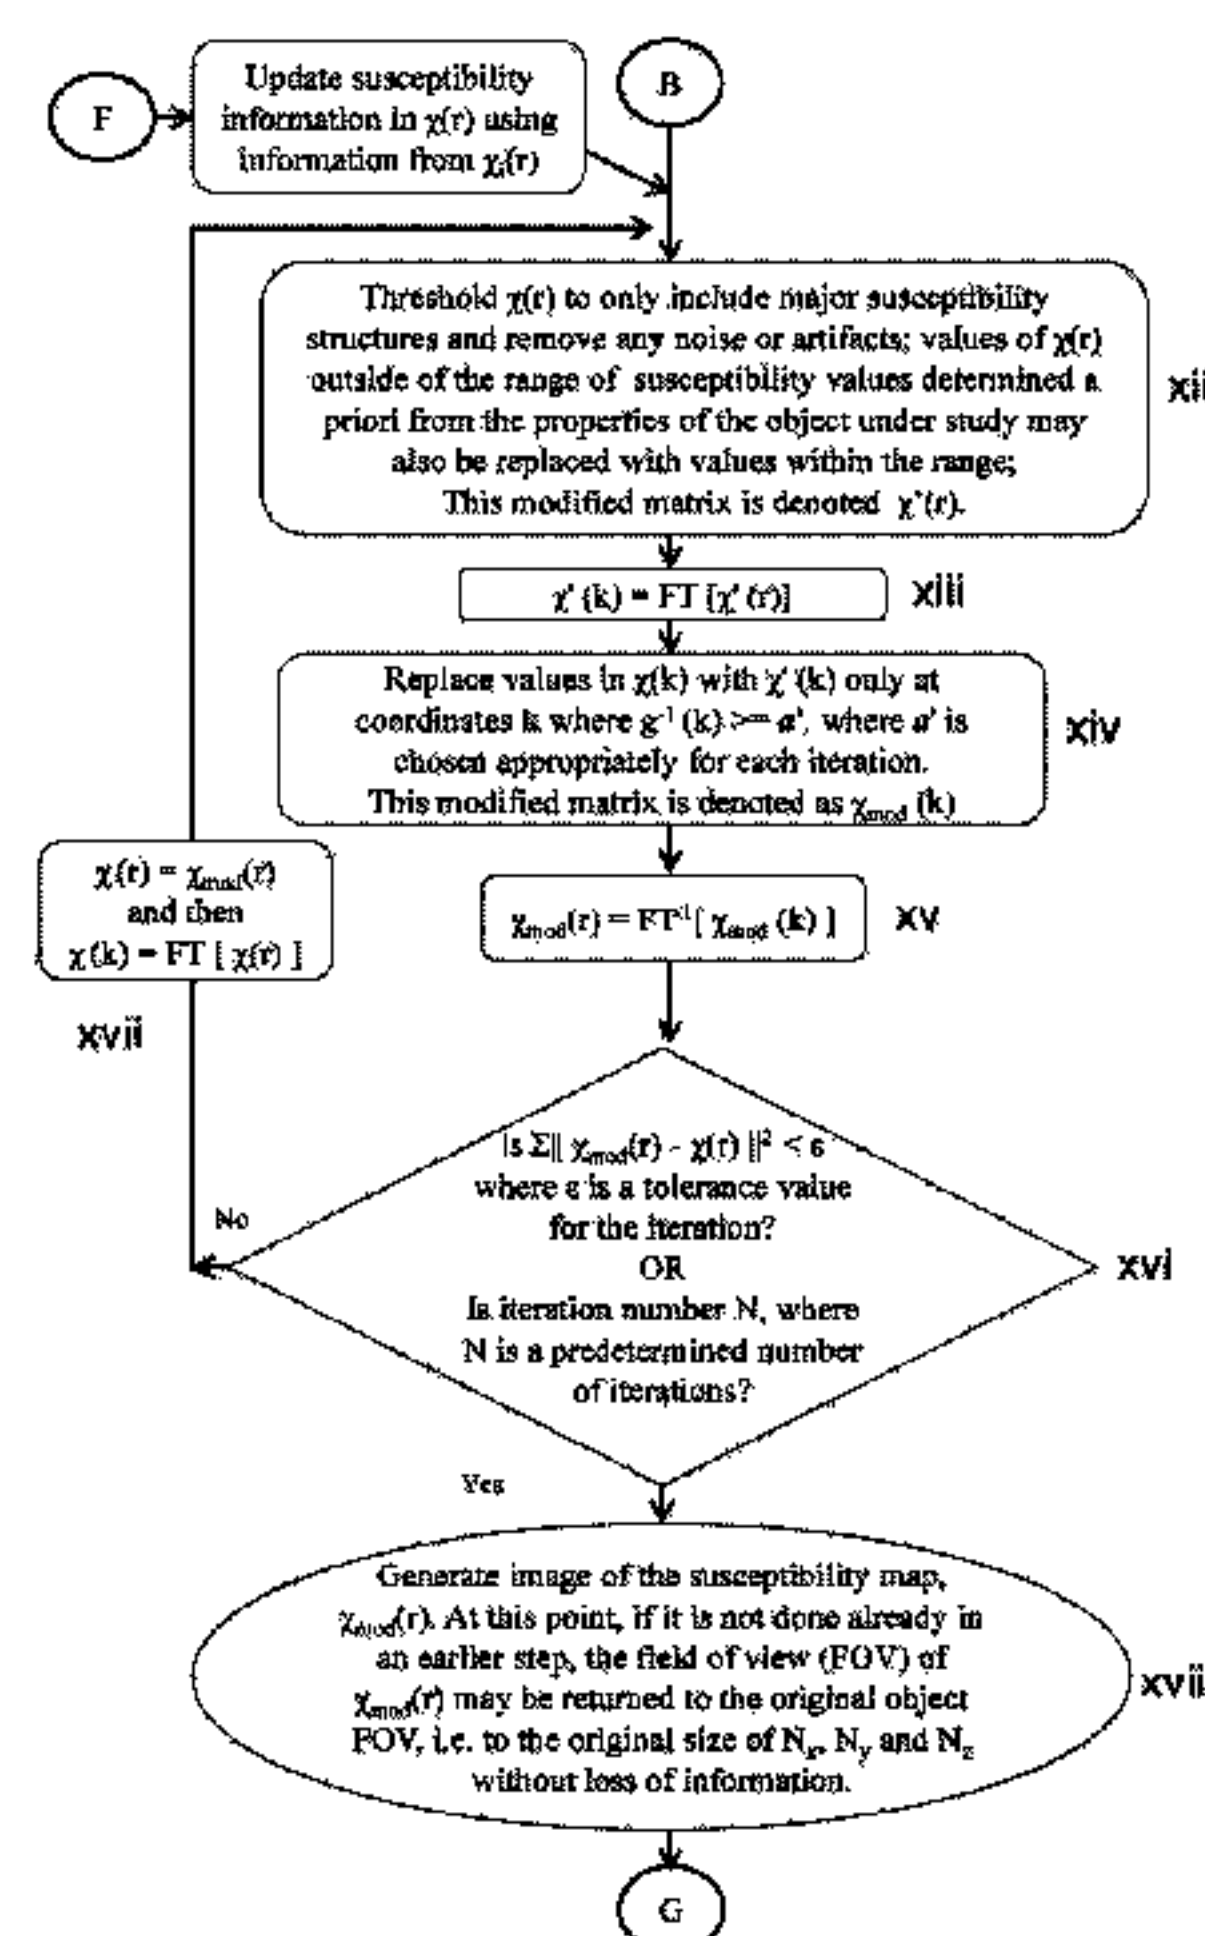 F
Update susceptibility
information in χ(r) using
information from χᵢ(r)
B
Threshold χ(r) to only include major susceptibility
structures and remove any noise or artifacts; values of χ(r)
outside of the range of susceptibility values determined a
priori from the properties of the object under study may
also be replaced with values within the range;
This modified matrix is denoted χ'(r).
xii
χ'(k) = FT [χ'(r)]
xiii
Replace values in χ(k) with χ'(k) only at
coordinates k where g⁻¹(k) >= a', where a' is
chosen appropriately for each iteration.
This modified matrix is denoted as χmod (k)
xiv
χ(r) = χmod(r)
and then
χ(k) = FT [ χ(r) ]
xvii
χmod(r) = FT⁻¹[ χmod (k) ]
xv
Is Σ|| χmod(r) - χ(r) ||² < ε
where ε is a tolerance value
for the iteration?
OR
Is iteration number N, where
N is a predetermined number
of iterations?
xvi
No
Yes
Generate image of the susceptibility map,
χmod(r). At this point, if it is not done already in
an earlier step, the field of view (FOV) of
χmod(r) may be returned to the original object
FOV, i.e. to the original size of Nx, Ny and Nz
without loss of information.
G